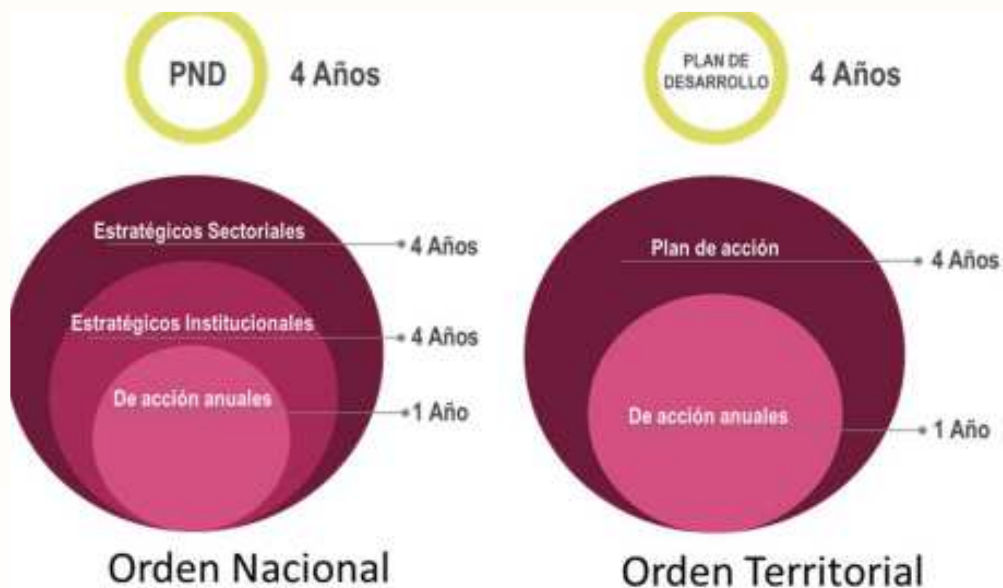 PND
4 Años
Estratégicos Sectoriales
4 Años
Estratégicos Institucionales
4 Años
De acción anuales
1 Año
Orden Nacional
PLAN DE
DESARROLLO
4 Años
Plan de acción
4 Años
De acción anuales
1 Año
Orden Territorial